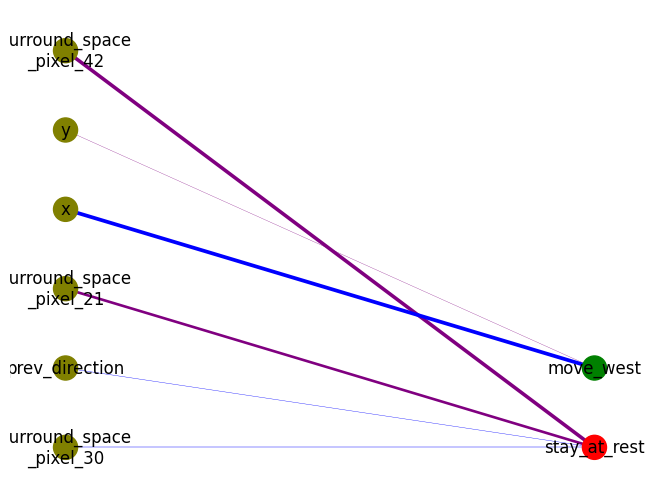 urround_space
_pixel_42
y
x
urround_space
_pixel_21
prev_direction
move_west
urround_space
_pixel_30
stay_at_rest